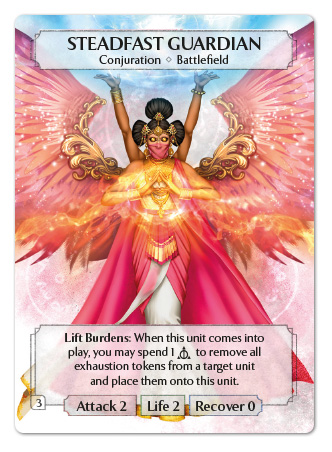 STEADFAST GUARDIAN
Conjuration ⬦ Battlefield
Lift Burdens: When this unit comes into
play, you may spend 1 to remove all
exhaustion tokens from a target unit
and place them onto this unit.
3
Attack 2 Life 2 Recover 0